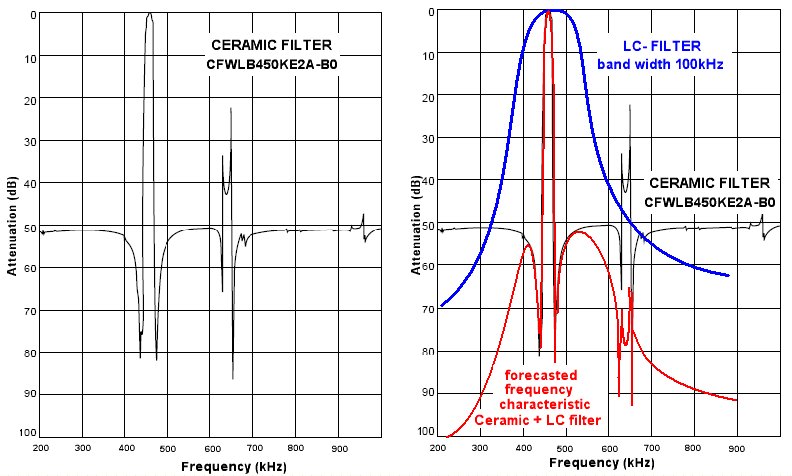 0
10
20
30
40
50
60
70
80
90
100
Attenuation (dB)
CERAMIC FILTER
CFWLB450KE2A-B0
200 300 400 500 600 700 800 900
Frequency (kHz)
0
10
20
30
40
50
60
70
80
90
100
Attenuation (dB)
LC- FILTER
band width 100kHz
CERAMIC FILTER
CFWLB450KE2A-B0
forecasted
frequency
characteristic
Ceramic + LC filter
200 300 400 500 600 700 800 900
Frequency (kHz)